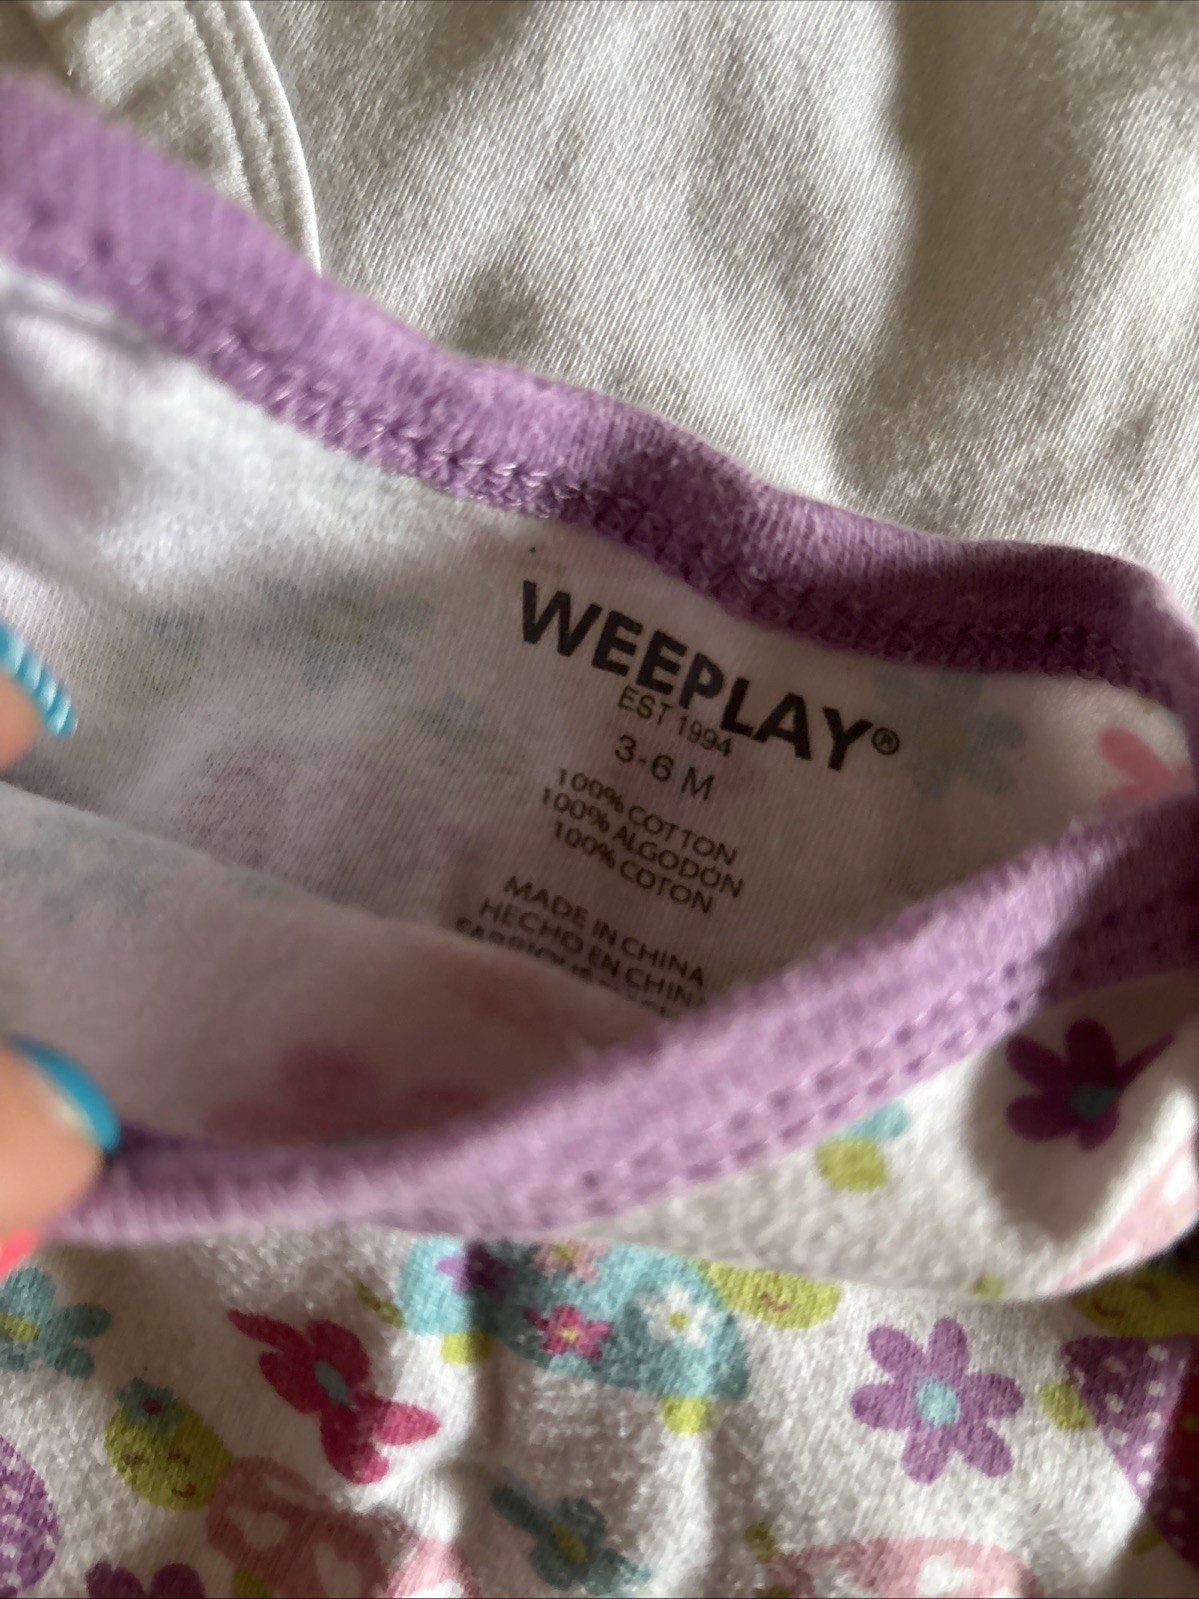 WEEPLAY®
EST 1994
3-6 M
100% COTTON
100% ALGODÓN
100% COTON
MADE IN CHINA
HECHO EN CHINA